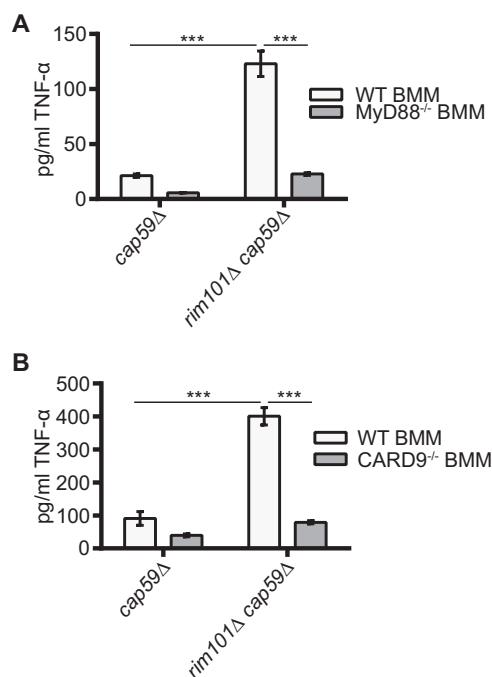 A
pg/ml TNF-α
150
100
50
0
***
***
WT BMM
MyD88-/- BMM
cap59Δ
rim101Δ cap59Δ
B
pg/ml TNF-α
500
400
300
200
100
0
***
***
WT BMM
CARD9-/- BMM
cap59Δ
rim101Δ cap59Δ